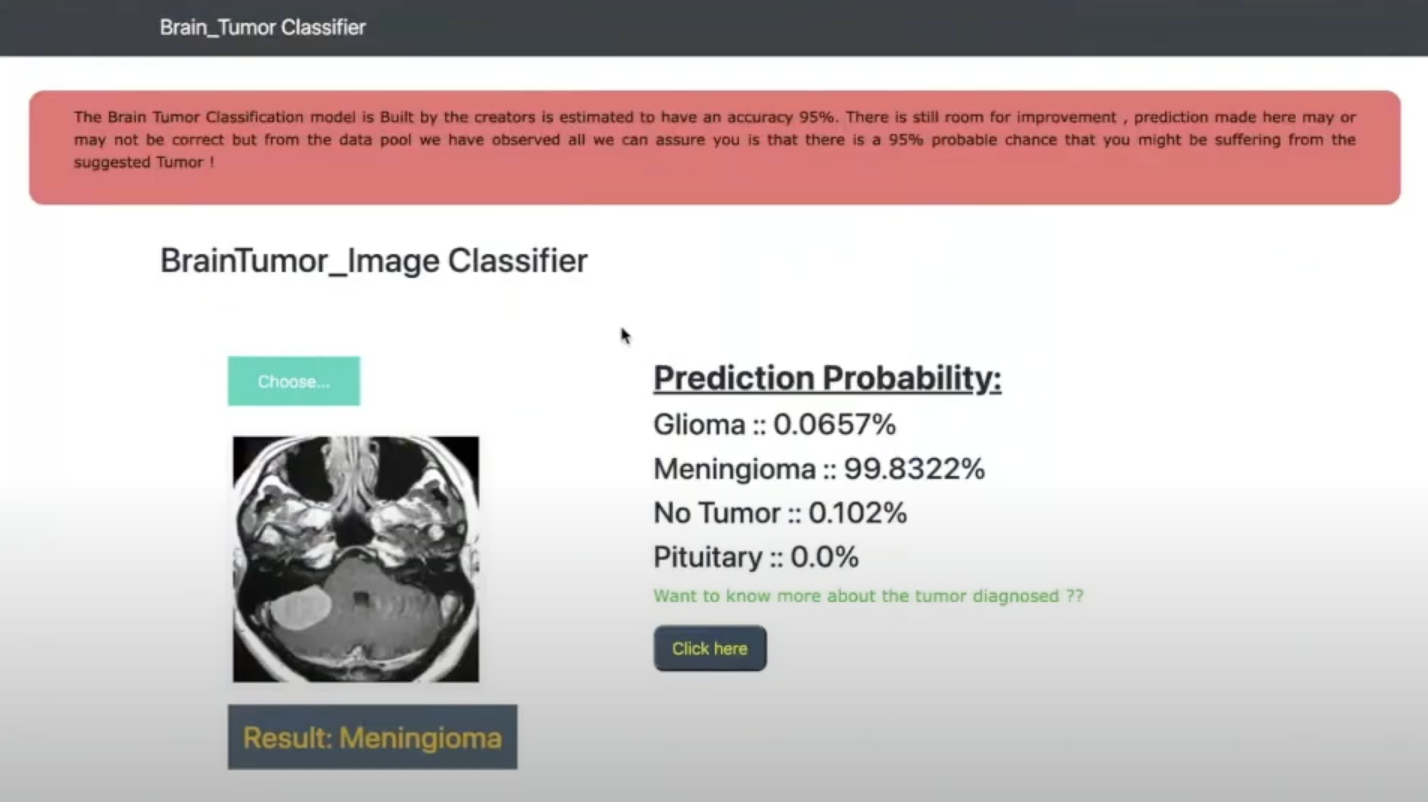 Brain_Tumor Classifier
The Brain Tumor Classification model is Built by the creators is estimated to have an accuracy 95%. There is still room for improvement , prediction made here may or
may not be correct but from the data pool we have observed all we can assure you is that there is a 95% probable chance that you might be suffering from the
suggested Tumor !
BrainTumor_Image Classifier
Choose...
Prediction Probability:
Glioma :: 0.0657%
Meningioma :: 99.8322%
No Tumor :: 0.102%
Pituitary :: 0.0%
Want to know more about the tumor diagnosed ??
Click here
Result: Meningioma